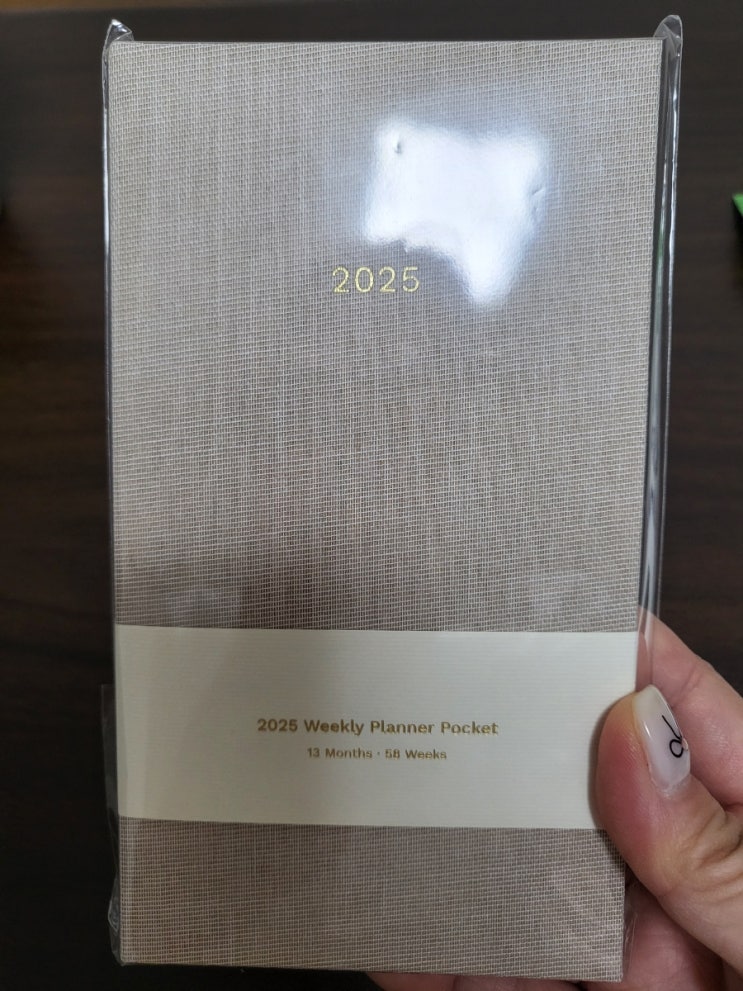 2025
2025 Weekly Planner Pocket
13 Months · 58 Weeks